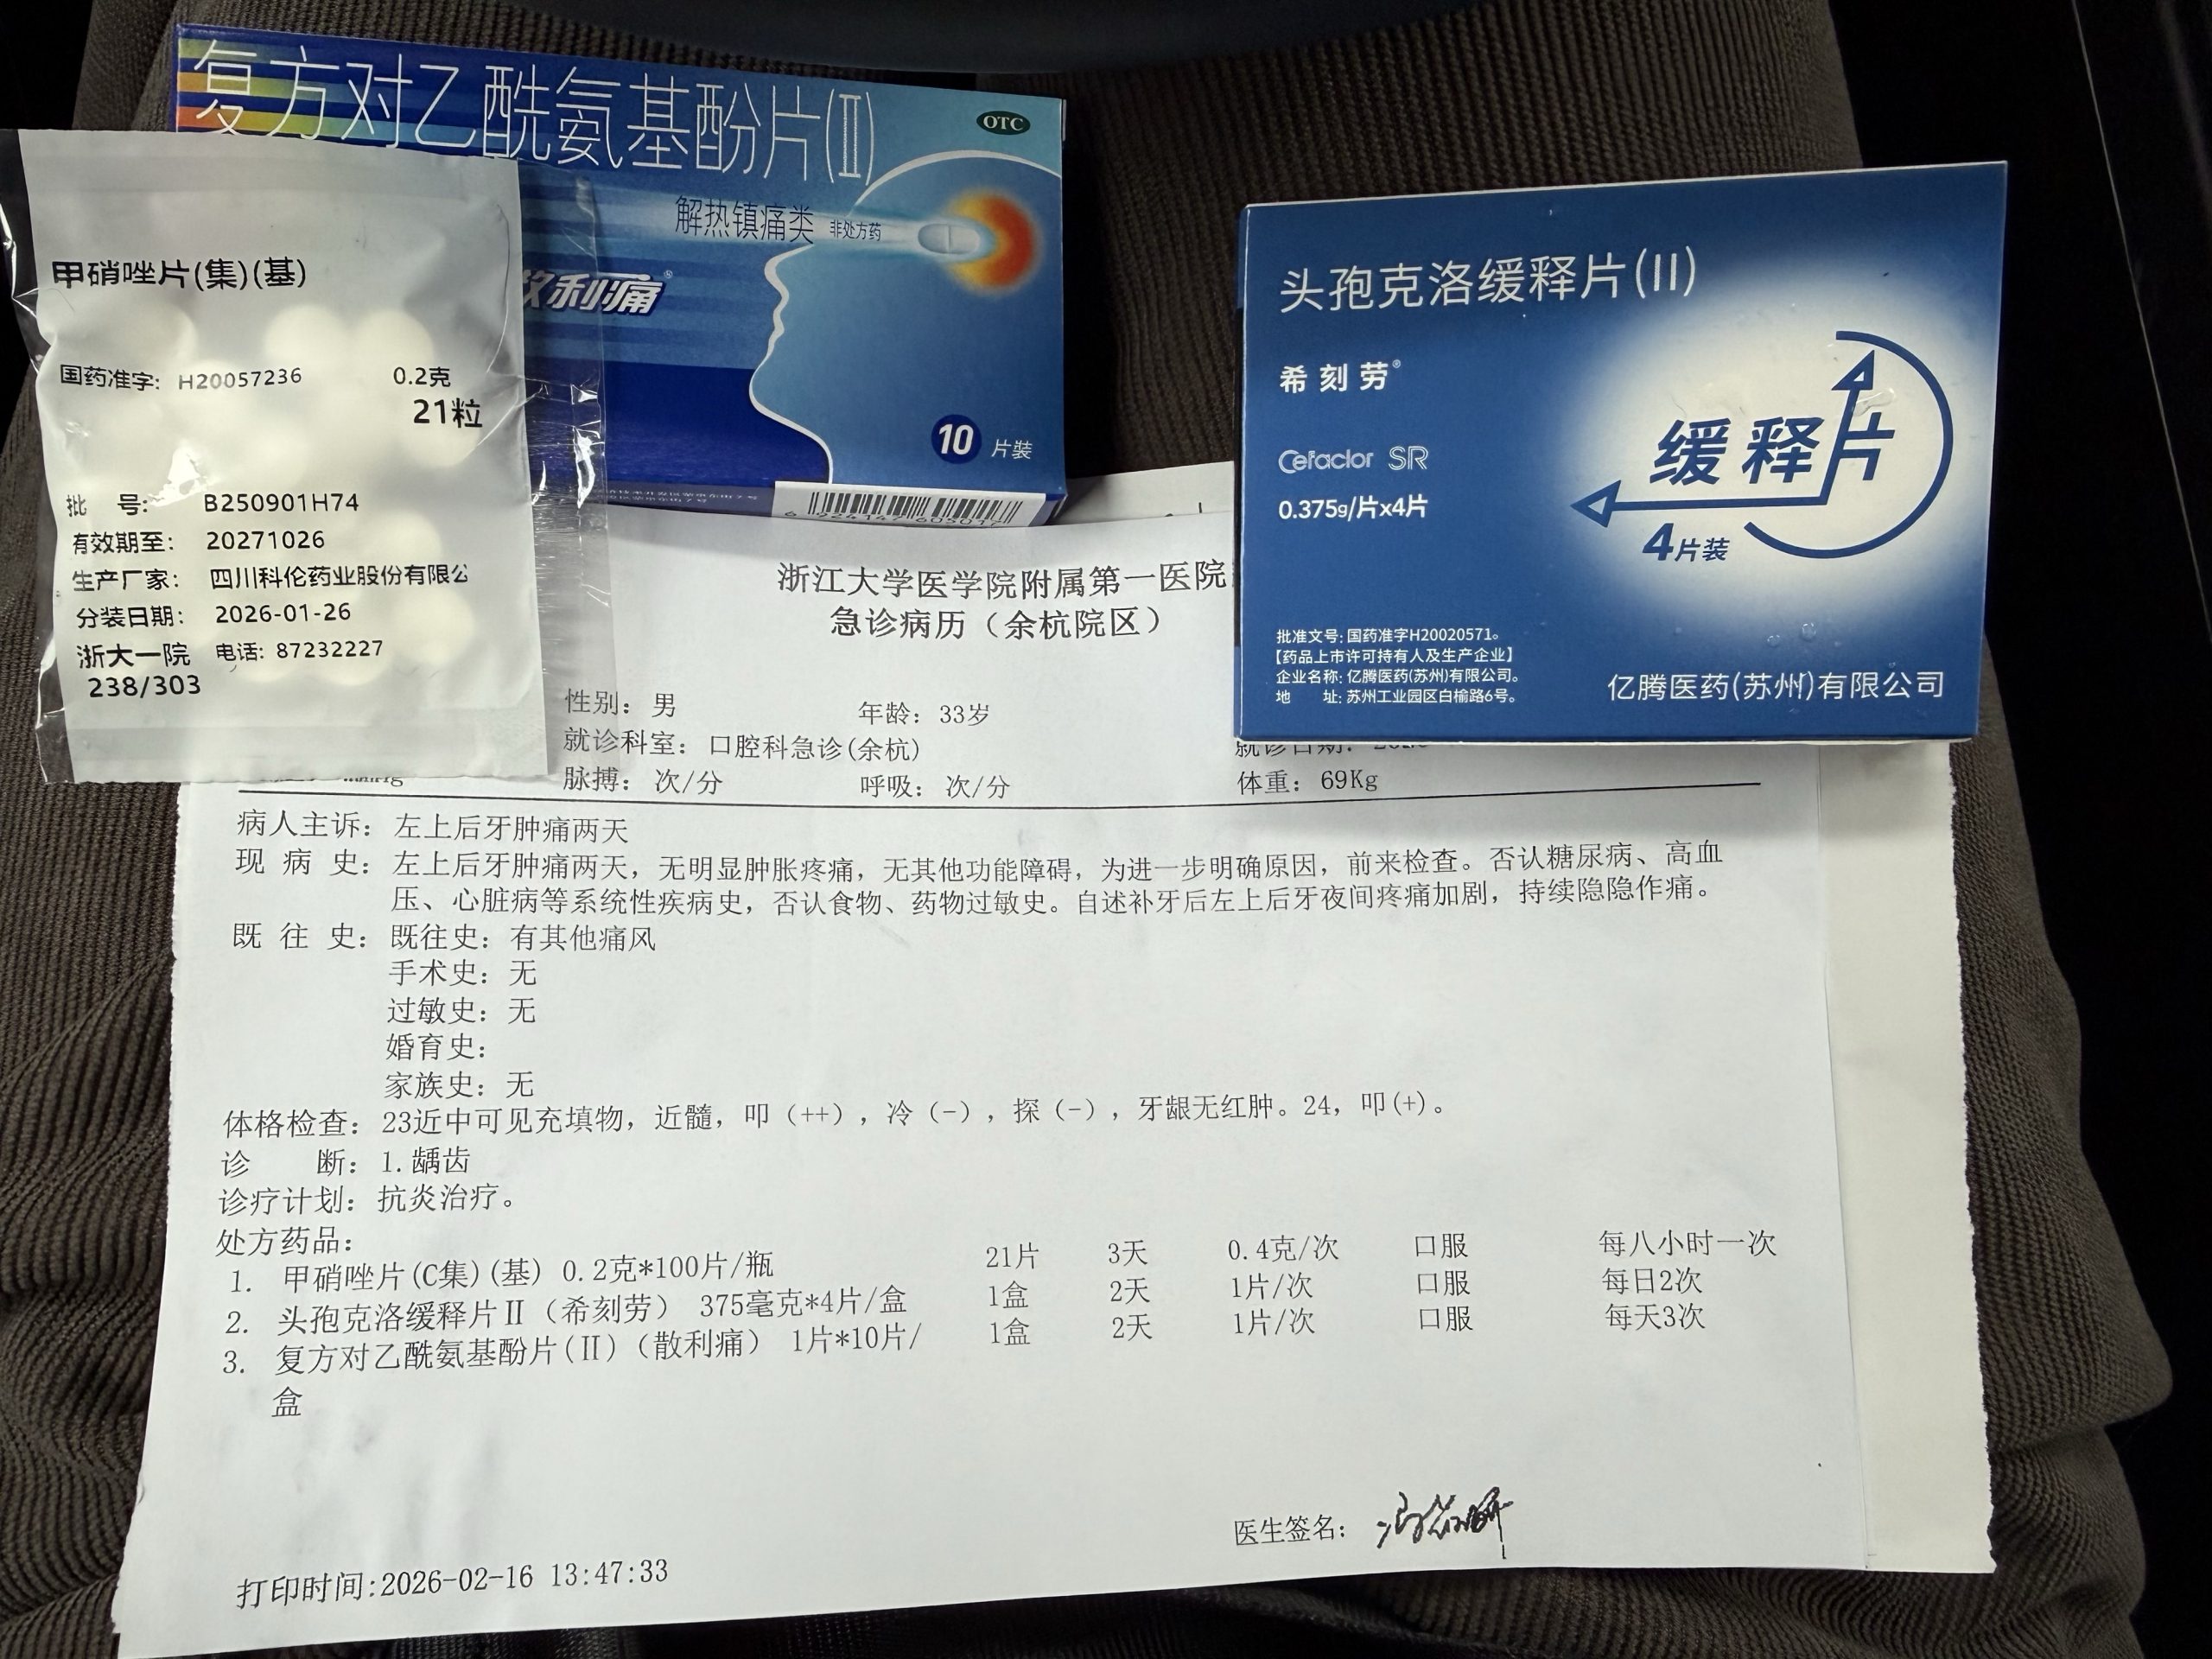 复方对乙酰氨基酚片(II)
OTC
解热镇痛类 非处方药
散利痛®
10 片装
甲硝唑片(集)(基)
国药准字: H20057236 0.2克
21粒
批 号: B250901H74
有效期至: 20271026
生产厂家: 四川科伦药业股份有限公
分装日期: 2026-01-26
浙大一院 电话: 87232227
238/303
头孢克洛缓释片(II)
希刻劳®
Cefaclor SR
0.375g/片x4片
缓释片
4片装
批准文号: 国药准字H20020571。
【药品上市许可持有人及生产企业】
企业名称: 亿腾医药(苏州)有限公司。
地 址: 苏州工业园区白榆路6号。
亿腾医药(苏州)有限公司
浙江大学医学院附属第一医院
急诊病历（余杭院区）
性别: 男 年龄: 33岁
就诊科室: 口腔科急诊(余杭) 就诊日期:
mmHg 脉搏: 次/分 呼吸: 次/分 体重: 69Kg
病人主诉: 左上后牙肿痛两天
现 病 史: 左上后牙肿痛两天，无明显肿胀疼痛，无其他功能障碍，为进一步明确原因，前来检查。否认糖尿病、高血
压、心脏病等系统性疾病史，否认食物、药物过敏史。自述补牙后左上后牙夜间疼痛加剧，持续隐隐作痛。
既 往 史: 既往史: 有其他痛风
手术史: 无
过敏史: 无
婚育史:
家族史: 无
体格检查: 23近中可见充填物，近髓，叩（++），冷（-），探（-），牙龈无红肿。24，叩(+)。
诊 断: 1.龋齿
诊疗计划: 抗炎治疗。
处方药品:
1. 甲硝唑片(C集)(基) 0.2克*100片/瓶 21片 3天 0.4克/次 口服 每八小时一次
2. 头孢克洛缓释片Ⅱ（希刻劳） 375毫克*4片/盒 1盒 2天 1片/次 口服 每日2次
3. 复方对乙酰氨基酚片(Ⅱ)（散利痛） 1片*10片/ 1盒 2天 1片/次 口服 每天3次
盒
医生签名:
打印时间:2026-02-16 13:47:33